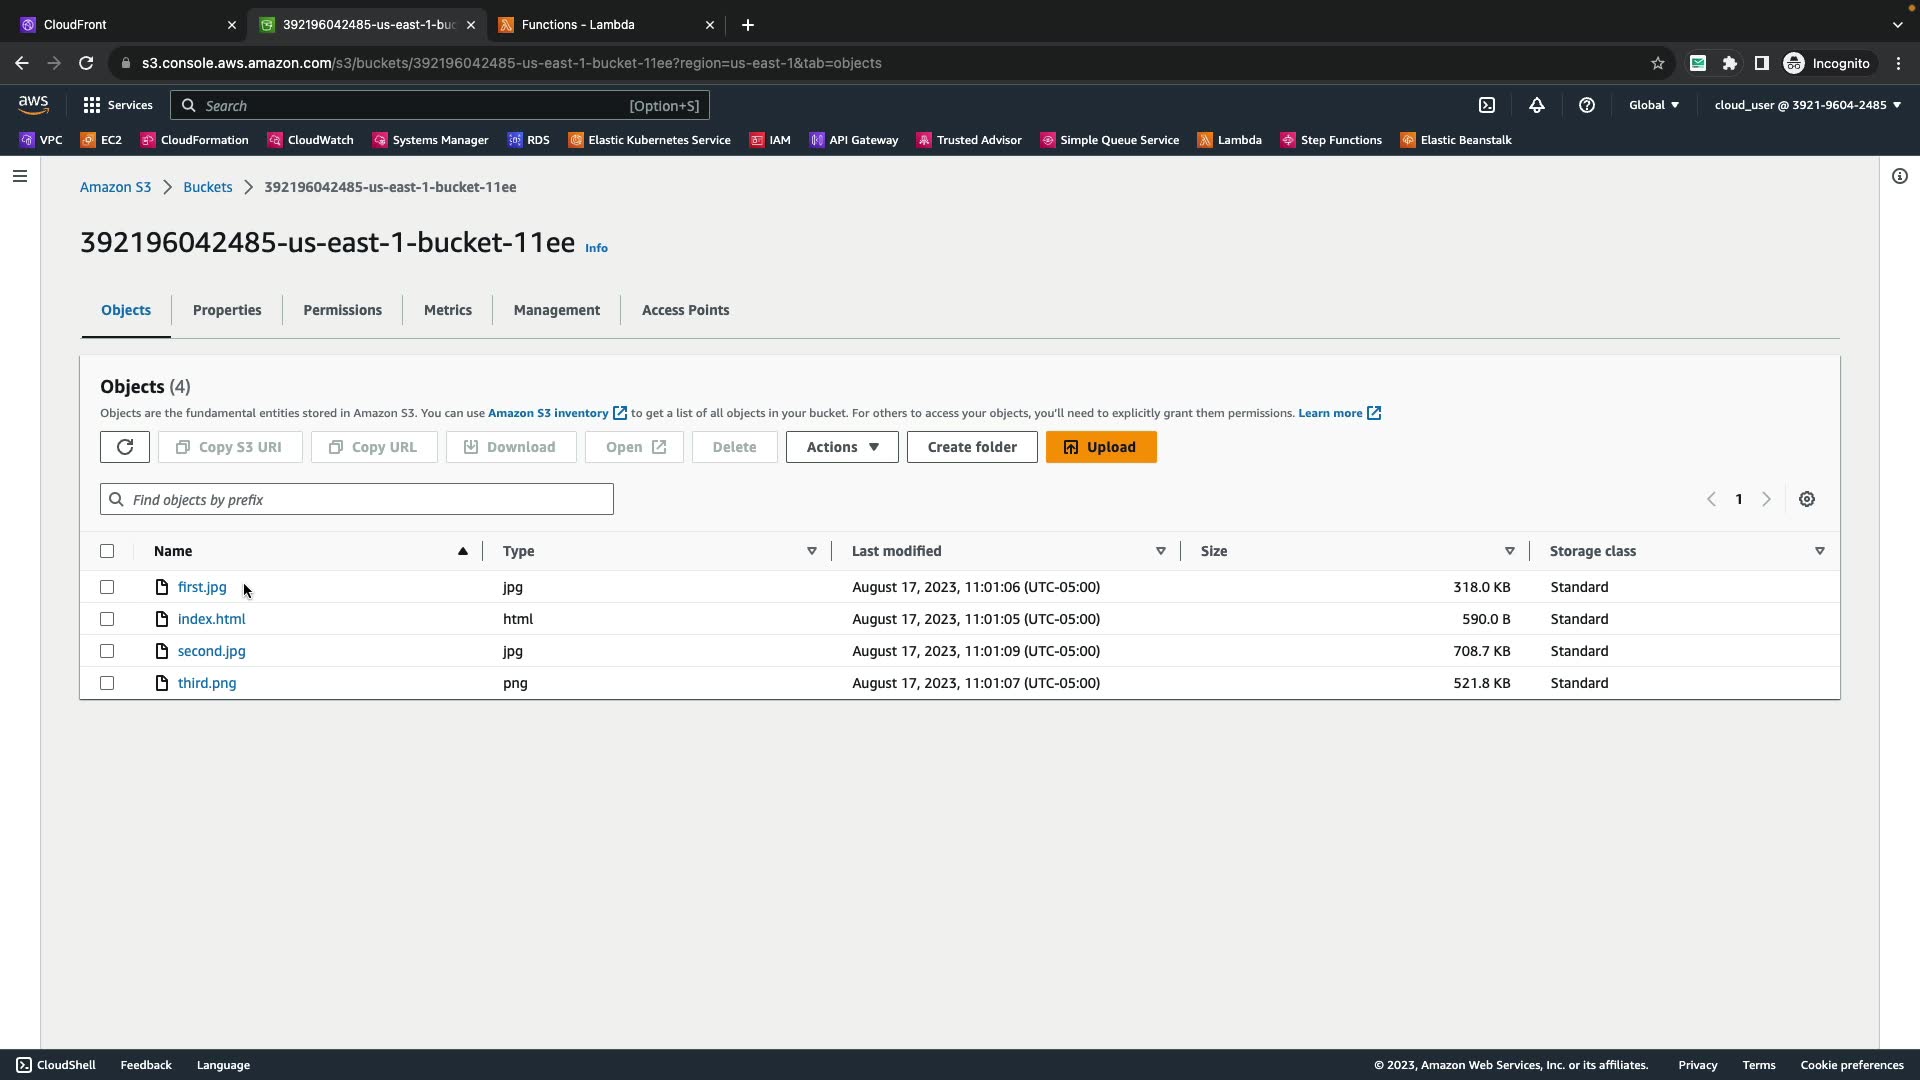 CloudFront
392196042485-us-east-1-buc
Functions - Lambda
s3.console.aws.amazon.com/s3/buckets/392196042485-us-east-1-bucket-11ee?region=us-east-1&tab=objects
Incognito
aws
Services
Search
[Option+S]
Global
cloud_user @ 3921-9604-2485
VPC
EC2
CloudFormation
CloudWatch
Systems Manager
RDS
Elastic Kubernetes Service
IAM
API Gateway
Trusted Advisor
Simple Queue Service
Lambda
Step Functions
Elastic Beanstalk
Amazon S3
Buckets
392196042485-us-east-1-bucket-11ee
392196042485-us-east-1-bucket-11ee Info
Objects
Properties
Permissions
Metrics
Management
Access Points
Objects (4)
Objects are the fundamental entities stored in Amazon S3. You can use Amazon S3 inventory to get a list of all objects in your bucket. For others to access your objects, you'll need to explicitly grant them permissions. Learn more
Copy S3 URI
Copy URL
Download
Open
Delete
Actions
Create folder
Upload
Find objects by prefix
1
Name Type Last modified Size Storage class
first.jpg jpg August 17, 2023, 11:01:06 (UTC-05:00) 318.0 KB Standard
index.html html August 17, 2023, 11:01:05 (UTC-05:00) 590.0 B Standard
second.jpg jpg August 17, 2023, 11:01:09 (UTC-05:00) 708.7 KB Standard
third.png png August 17, 2023, 11:01:07 (UTC-05:00) 521.8 KB Standard
CloudShell
Feedback
Language
© 2023, Amazon Web Services, Inc. or its affiliates.
Privacy
Terms
Cookie preferences